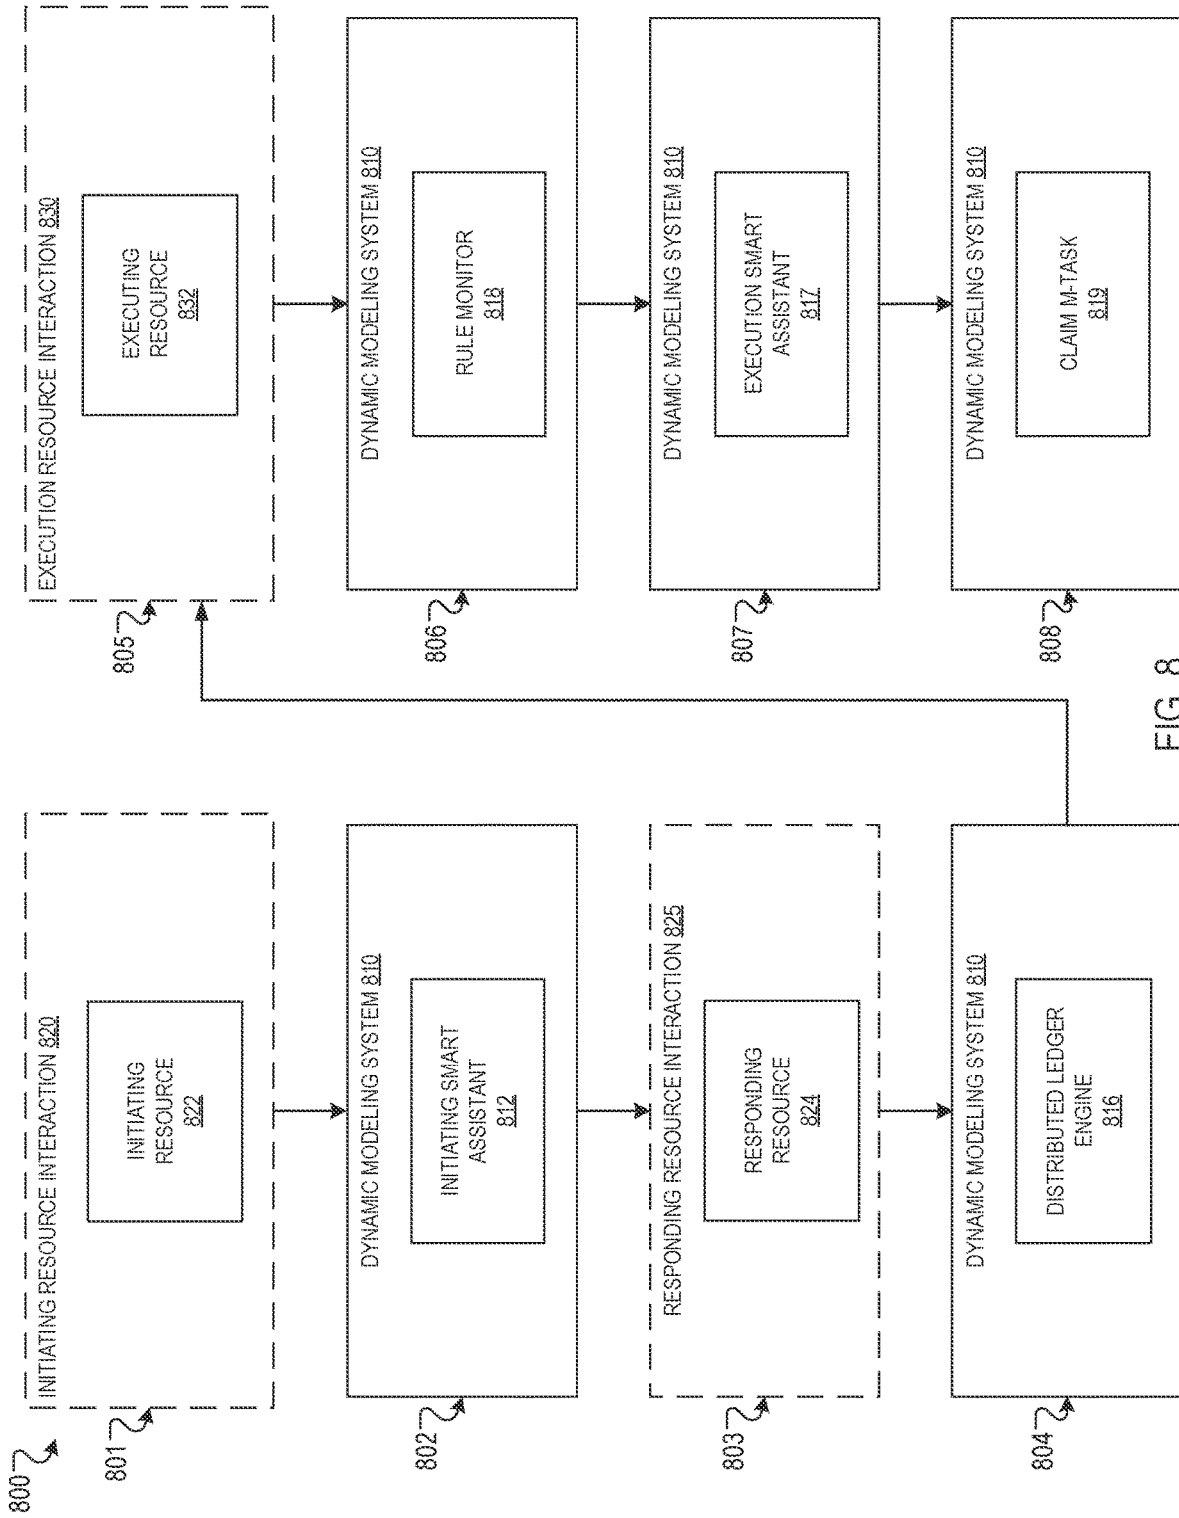 800
801
INITIATING RESOURCE INTERACTION 820
INITIATING
RESOURCE
822
802
DYNAMIC MODELING SYSTEM 810
INITIATING SMART
ASSISTANT
812
803
RESPONDING RESOURCE INTERACTION 825
RESPONDING
RESOURCE
824
804
DYNAMIC MODELING SYSTEM 810
DISTRIBUTED LEDGER
ENGINE
816
805
EXECUTION RESOURCE INTERACTION 830
EXECUTING
RESOURCE
832
806
DYNAMIC MODELING SYSTEM 810
RULE MONITOR
818
807
DYNAMIC MODELING SYSTEM 810
EXECUTION SMART
ASSISTANT
817
808
DYNAMIC MODELING SYSTEM 810
CLAIM M-TASK
819
FIG. 8